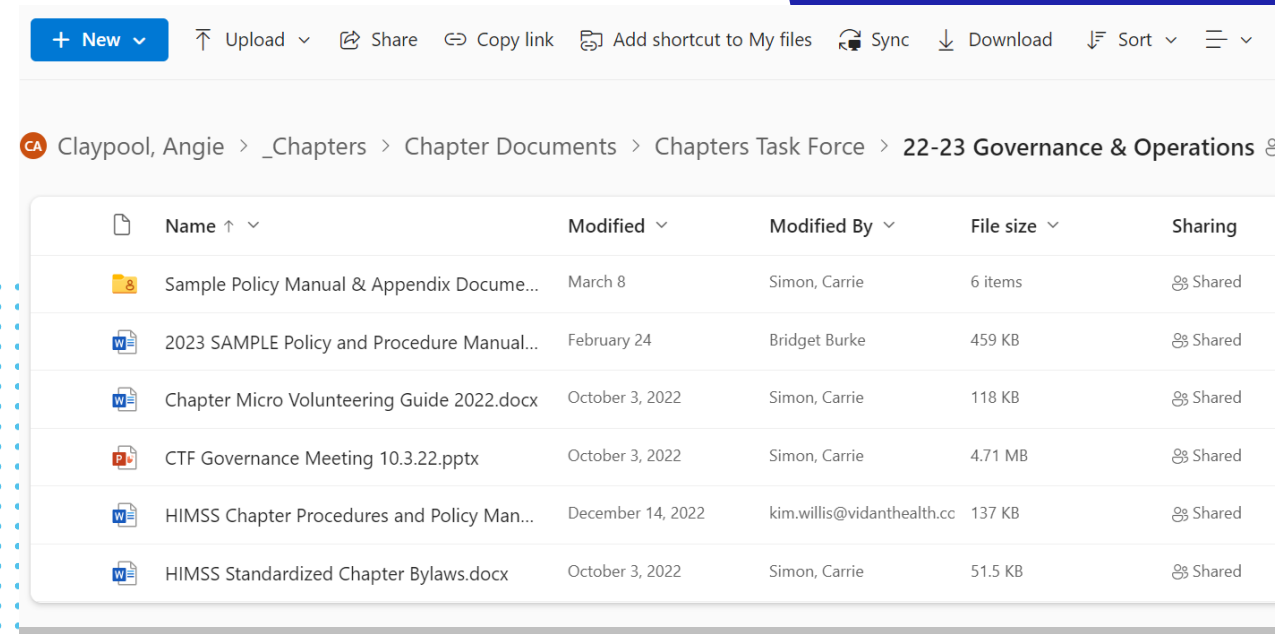 + New Upload Share Copy link Add shortcut to My files Sync Download Sort
CA Claypool, Angie > _Chapters > Chapter Documents > Chapters Task Force > 22-23 Governance & Operations
Name Modified Modified By File size Sharing
Sample Policy Manual & Appendix Docume... March 8 Simon, Carrie 6 items Shared
2023 SAMPLE Policy and Procedure Manual... February 24 Bridget Burke 459 KB Shared
Chapter Micro Volunteering Guide 2022.docx October 3, 2022 Simon, Carrie 118 KB Shared
CTF Governance Meeting 10.3.22.pptx October 3, 2022 Simon, Carrie 4.71 MB Shared
HIMSS Chapter Procedures and Policy Man... December 14, 2022 kim.willis@vidanthealth.cc 137 KB Shared
HIMSS Standardized Chapter Bylaws.docx October 3, 2022 Simon, Carrie 51.5 KB Shared